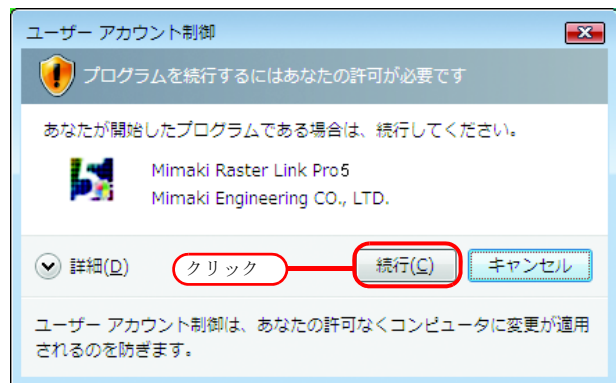 ユーザー アカウント制御
プログラムを続行するにはあなたの許可が必要です
あなたが開始したプログラムである場合は、続行してください。
Mimaki Raster Link Pro5
Mimaki Engineering CO., LTD.
詳細(D)
クリック
続行(C)
キャンセル
ユーザー アカウント制御は、あなたの許可なくコンピュータに変更が適用
されるのを防ぎます。